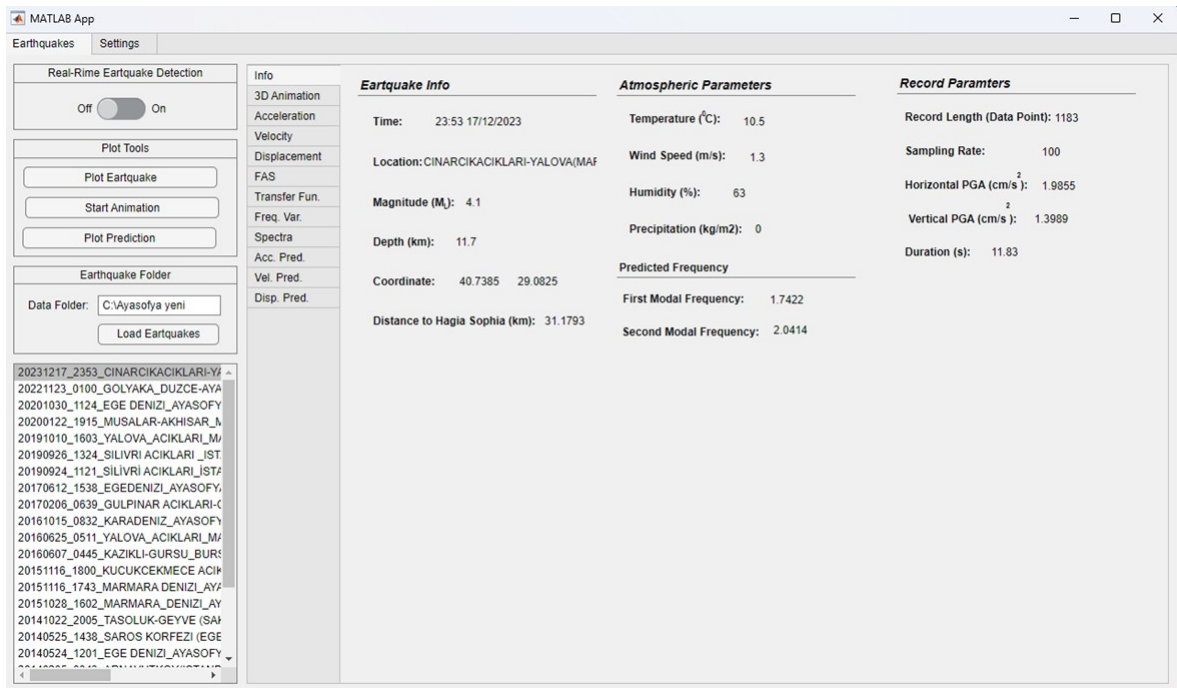 MATLAB App
Earthquakes Settings
Real-Rime Eartquake Detection
Off On
Plot Tools
Plot Eartquake
Start Animation
Plot Prediction
Earthquake Folder
Data Folder: C:\Ayasofya yeni
Load Eartquakes
20231217_2353_CINARCIKACIKLARI-YA
20221123_0100_GOLYAKA_DUZCE-AYA
20201030_1124_EGE DENIZI_AYASOFY
20200122_1915_MUSALAR-AKHISAR_M
20191010_1603_YALOVA_ACIKLARI_MA
20190926_1324_SILIVRI ACIKLARI _IST
20190924_1121_SİLİVRİ ACIKLARI_İSTA
20170612_1538_EGEDENIZI_AYASOFYA
20170206_0639_GULPINAR ACIKLARI-C
20161015_0832_KARADENIZ_AYASOFY
20160625_0511_YALOVA_ACIKLARI_MA
20160607_0445_KAZIKLI-GURSU_BURS
20151116_1800_KUCUKCEKMECE ACIK
20151116_1743_MARMARA DENIZI_AYA
20151028_1602_MARMARA_DENIZI_AY
20141022_2005_TASOLUK-GEYVE (SAK
20140525_1438_SAROS KORFEZI (EGE
20140524_1201_EGE DENIZI_AYASOFY
Info
3D Animation
Acceleration
Velocity
Displacement
FAS
Transfer Fun.
Freq. Var.
Spectra
Acc. Pred.
Vel. Pred.
Disp. Pred.
Eartquake Info
Time: 23:53 17/12/2023
Location: CINARCIKACIKLARI-YALOVA(MAF
Magnitude (ML): 4.1
Depth (km): 11.7
Coordinate: 40.7385 29.0825
Distance to Hagia Sophia (km): 31.1793
Atmospheric Parameters
Temperature (°C): 10.5
Wind Speed (m/s): 1.3
Humidity (%): 63
Precipitation (kg/m2): 0
Predicted Frequency
First Modal Frequency: 1.7422
Second Modal Frequency: 2.0414
Record Paramters
Record Length (Data Point): 1183
Sampling Rate: 100
Horizontal PGA (cm/s²): 1.9855
Vertical PGA (cm/s²): 1.3989
Duration (s): 11.83